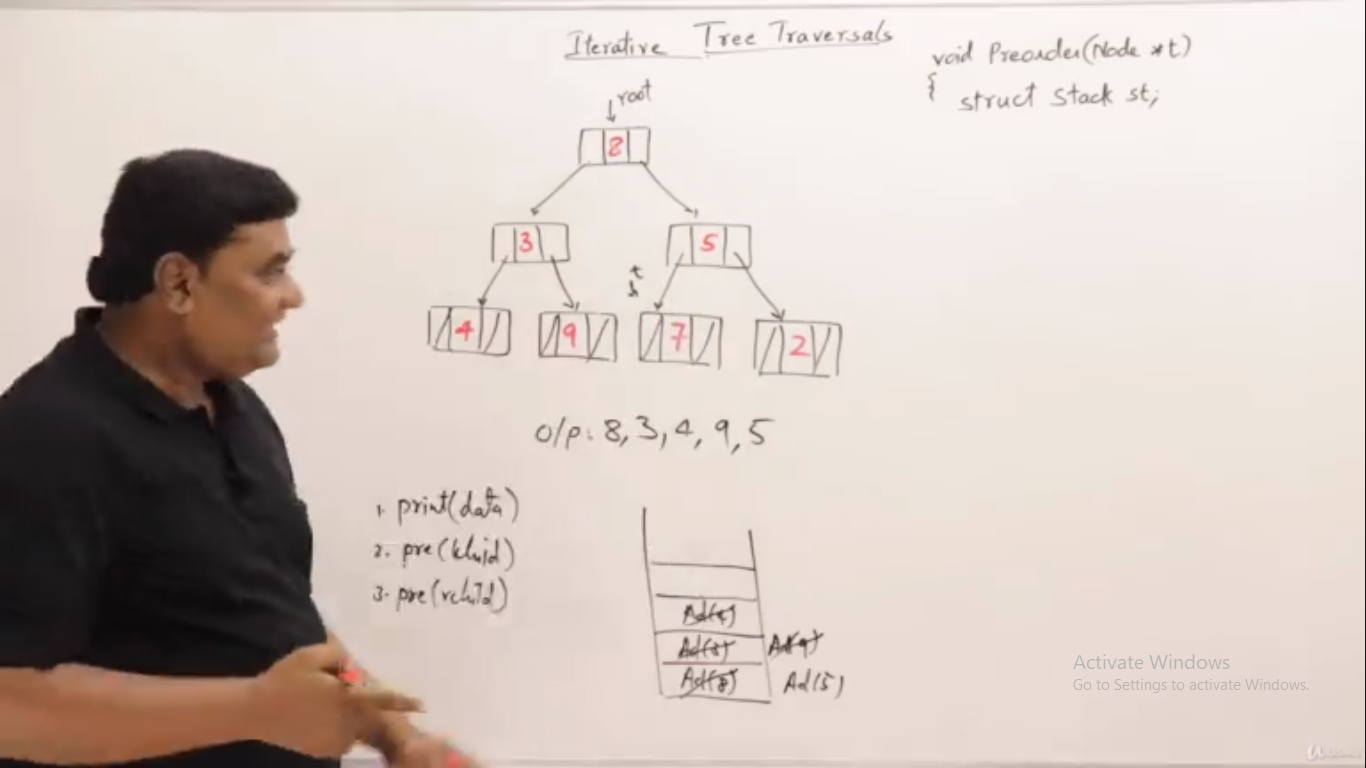 Iterative Tree Traversals
void Preorder(Node *t)
{ struct Stack st;
root
8
3 5
t
4 9 7 2
o/p: 8, 3, 4, 9, 5
1. print(data)
2. pre(lchild)
3. pre(rchild)
Ad(4)
Ad(3) Ad(9)
Ad(8) Ad(5)
Activate Windows
Go to Settings to activate Windows.